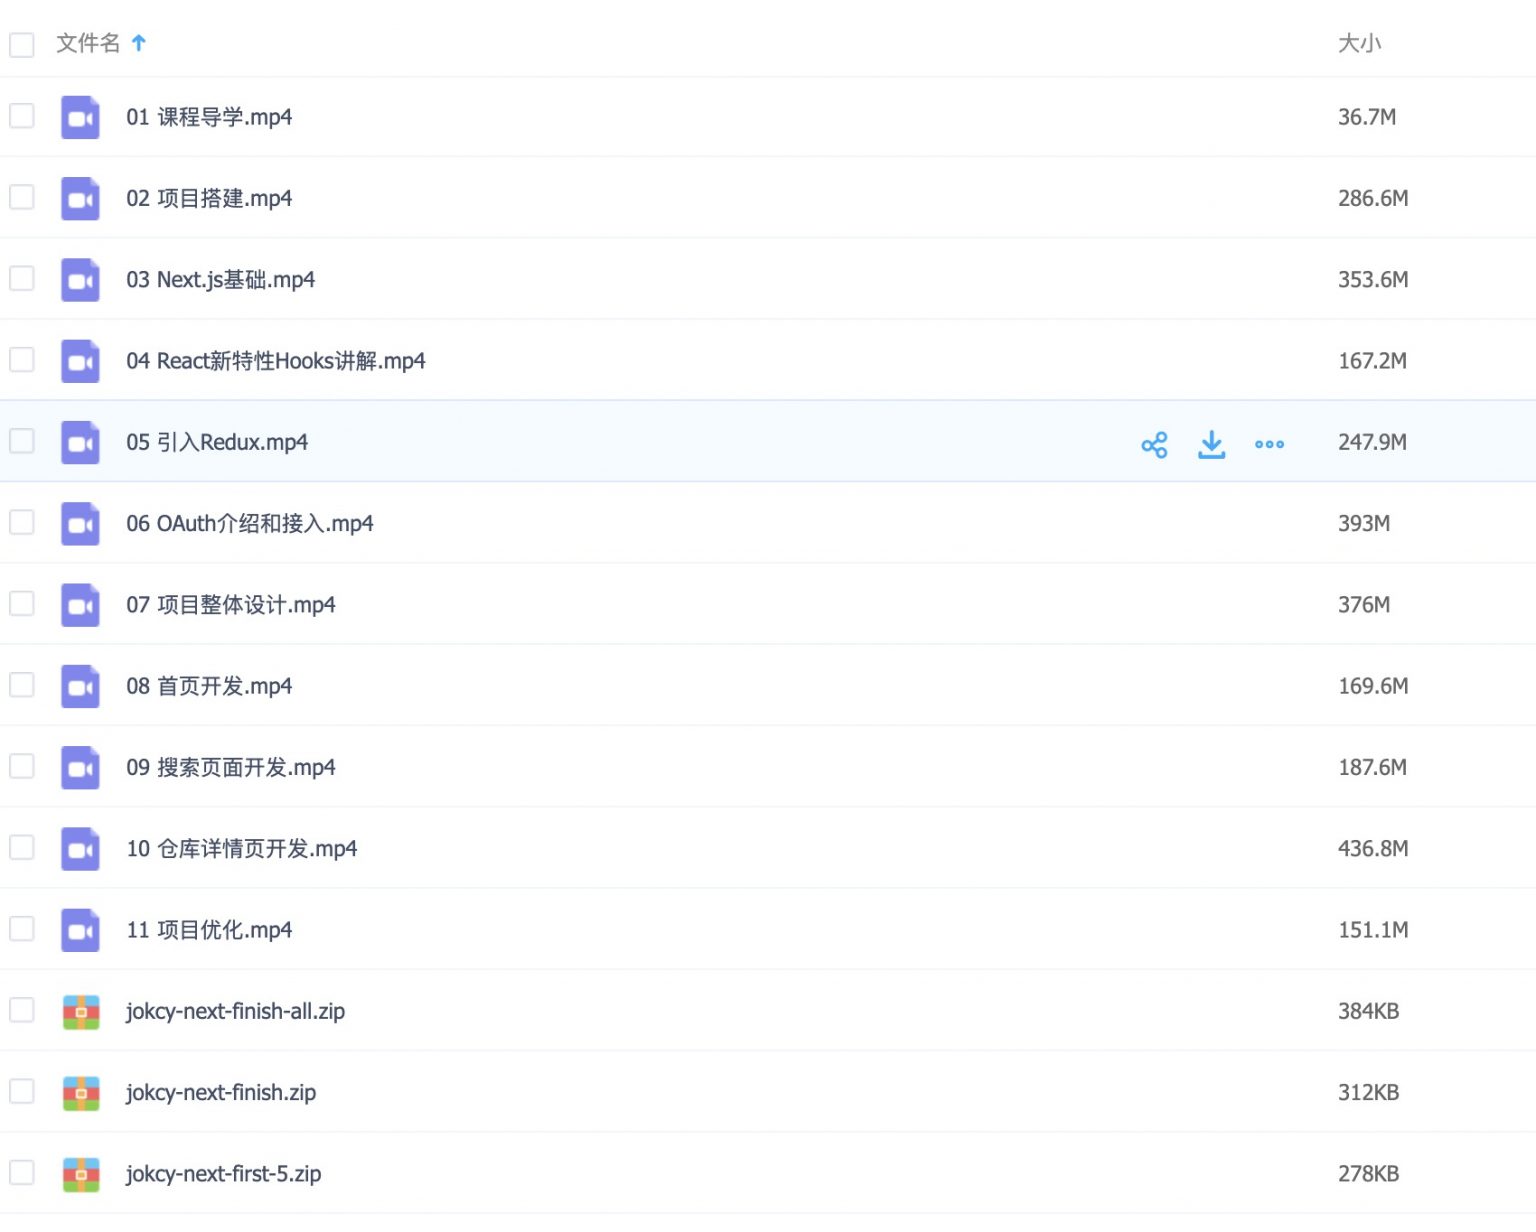 文件名 大小
01 课程导学.mp4 36.7M
02 项目搭建.mp4 286.6M
03 Next.js基础.mp4 353.6M
04 React新特性Hooks讲解.mp4 167.2M
05 引入Redux.mp4 247.9M
06 OAuth介绍和接入.mp4 393M
07 项目整体设计.mp4 376M
08 首页开发.mp4 169.6M
09 搜索页面开发.mp4 187.6M
10 仓库详情页开发.mp4 436.8M
11 项目优化.mp4 151.1M
jokcy-next-finish-all.zip 384KB
jokcy-next-finish.zip 312KB
jokcy-next-first-5.zip 278KB